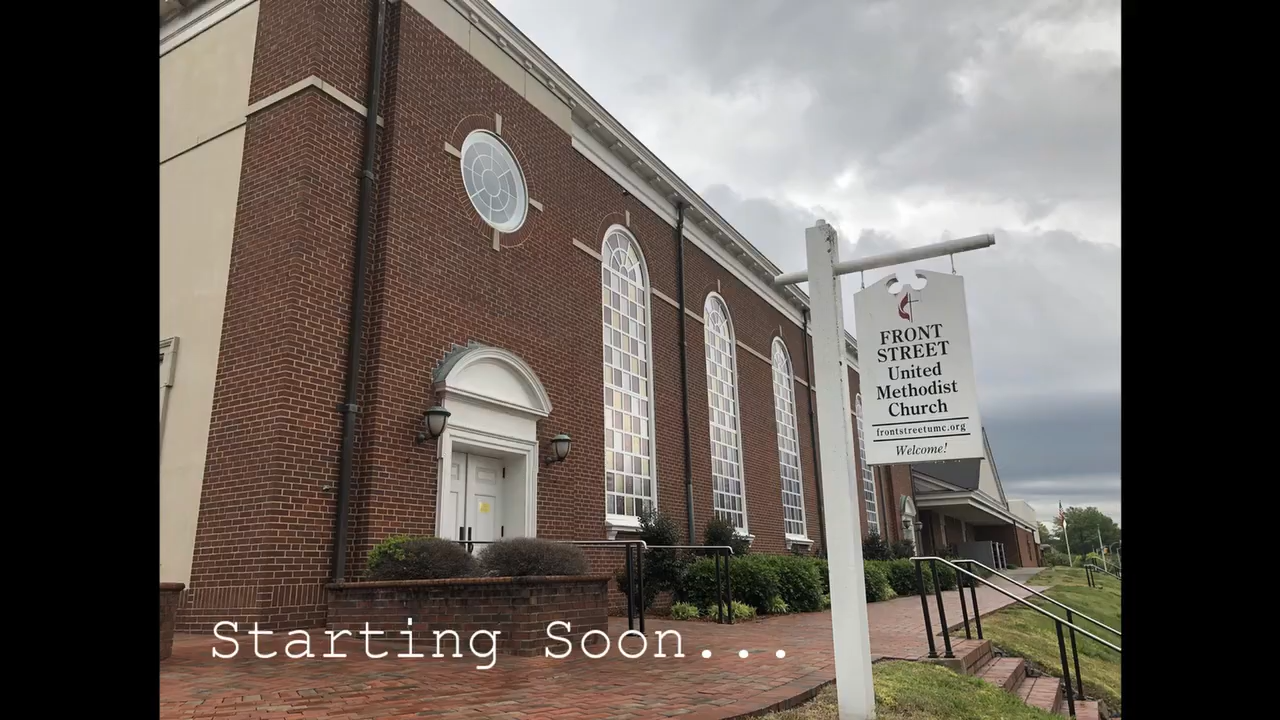 FRONT
STREET
United
Methodist
Church
frontstreetumc.org
Welcome!
Starting Soon...